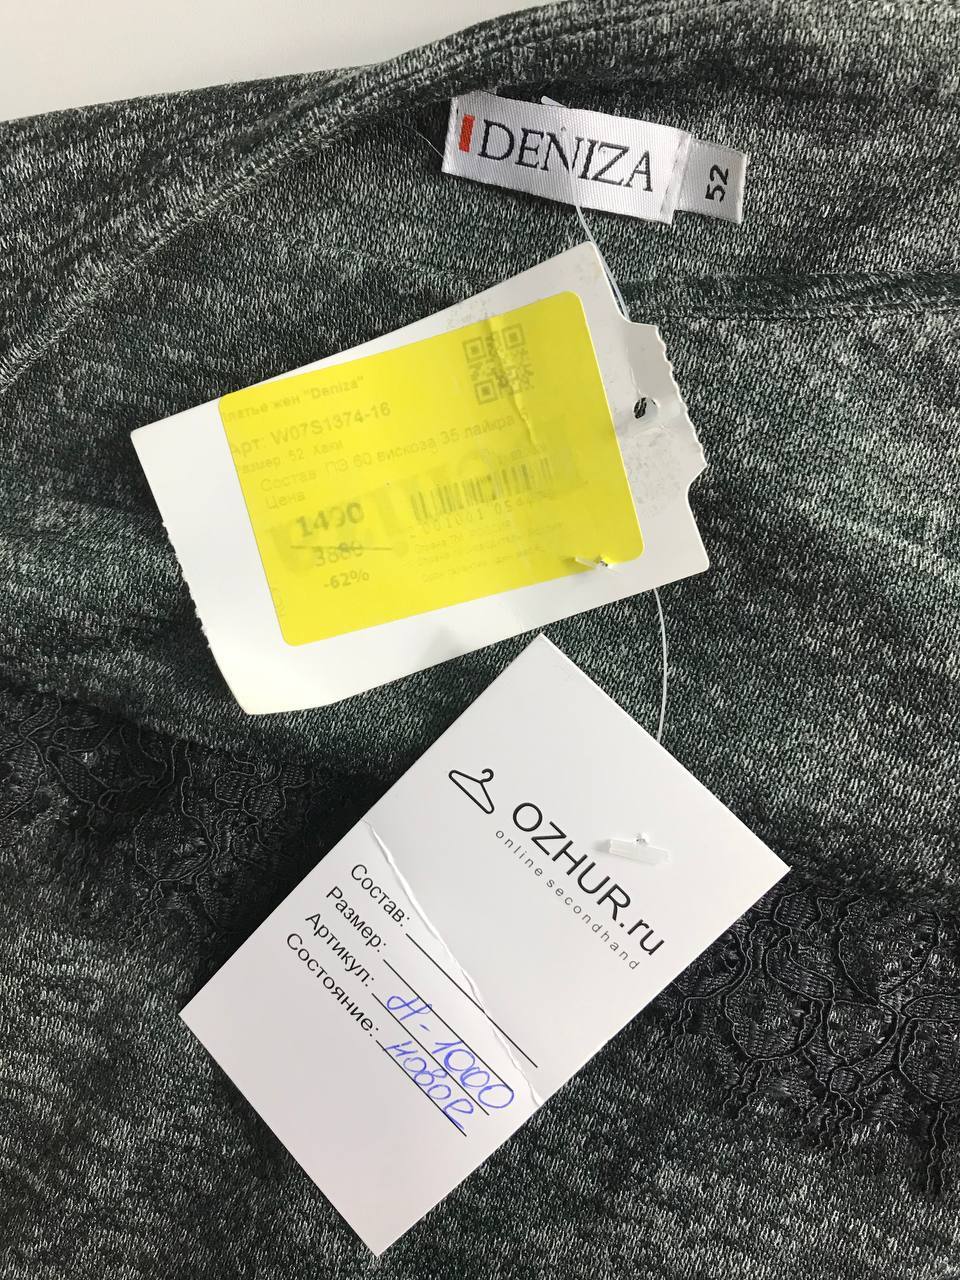 DENIZA
52
Платье жен "Deniza"
Арт: W07S1374-16
Размер 52 Хаки
Состав ПЭ 60 вискоза 35 лайкра
Цена
1490
3880
-62%
OZHUR.ru
online secondhand
Состав:
Размер:
Артикул: Н-1000
Состояние: новое